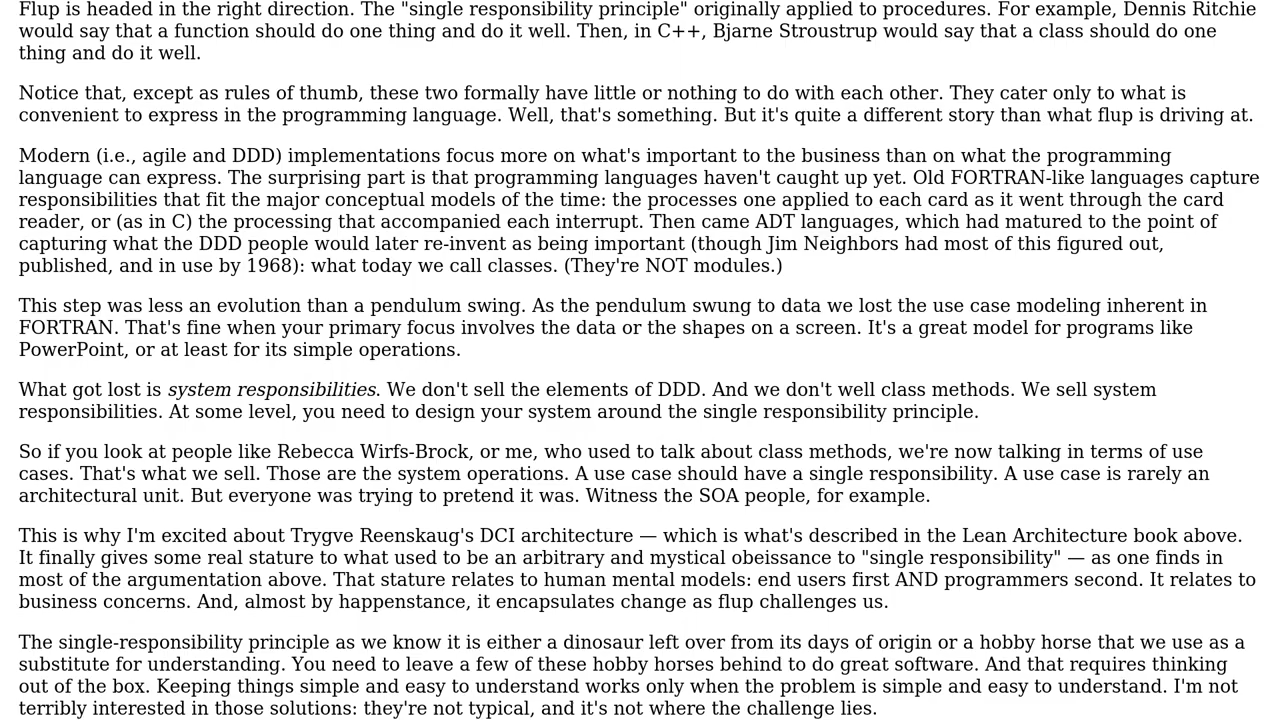 Flup is headed in the right direction. The "single responsibility principle" originally applied to procedures. For example, Dennis Ritchie
would say that a function should do one thing and do it well. Then, in C++, Bjarne Stroustrup would say that a class should do one
thing and do it well.
Notice that, except as rules of thumb, these two formally have little or nothing to do with each other. They cater only to what is
convenient to express in the programming language. Well, that's something. But it's quite a different story than what flup is driving at.
Modern (i.e., agile and DDD) implementations focus more on what's important to the business than on what the programming
language can express. The surprising part is that programming languages haven't caught up yet. Old FORTRAN-like languages capture
responsibilities that fit the major conceptual models of the time: the processes one applied to each card as it went through the card
reader, or (as in C) the processing that accompanied each interrupt. Then came ADT languages, which had matured to the point of
capturing what the DDD people would later re-invent as being important (though Jim Neighbors had most of this figured out,
published, and in use by 1968): what today we call classes. (They're NOT modules.)
This step was less an evolution than a pendulum swing. As the pendulum swung to data we lost the use case modeling inherent in
FORTRAN. That's fine when your primary focus involves the data or the shapes on a screen. It's a great model for programs like
PowerPoint, or at least for its simple operations.
What got lost is system responsibilities. We don't sell the elements of DDD. And we don't well class methods. We sell system
responsibilities. At some level, you need to design your system around the single responsibility principle.
So if you look at people like Rebecca Wirfs-Brock, or me, who used to talk about class methods, we're now talking in terms of use
cases. That's what we sell. Those are the system operations. A use case should have a single responsibility. A use case is rarely an
architectural unit. But everyone was trying to pretend it was. Witness the SOA people, for example.
This is why I'm excited about Trygve Reenskaug's DCI architecture — which is what's described in the Lean Architecture book above.
It finally gives some real stature to what used to be an arbitrary and mystical obeissance to "single responsibility" — as one finds in
most of the argumentation above. That stature relates to human mental models: end users first AND programmers second. It relates to
business concerns. And, almost by happenstance, it encapsulates change as flup challenges us.
The single-responsibility principle as we know it is either a dinosaur left over from its days of origin or a hobby horse that we use as a
substitute for understanding. You need to leave a few of these hobby horses behind to do great software. And that requires thinking
out of the box. Keeping things simple and easy to understand works only when the problem is simple and easy to understand. I'm not
terribly interested in those solutions: they're not typical, and it's not where the challenge lies.